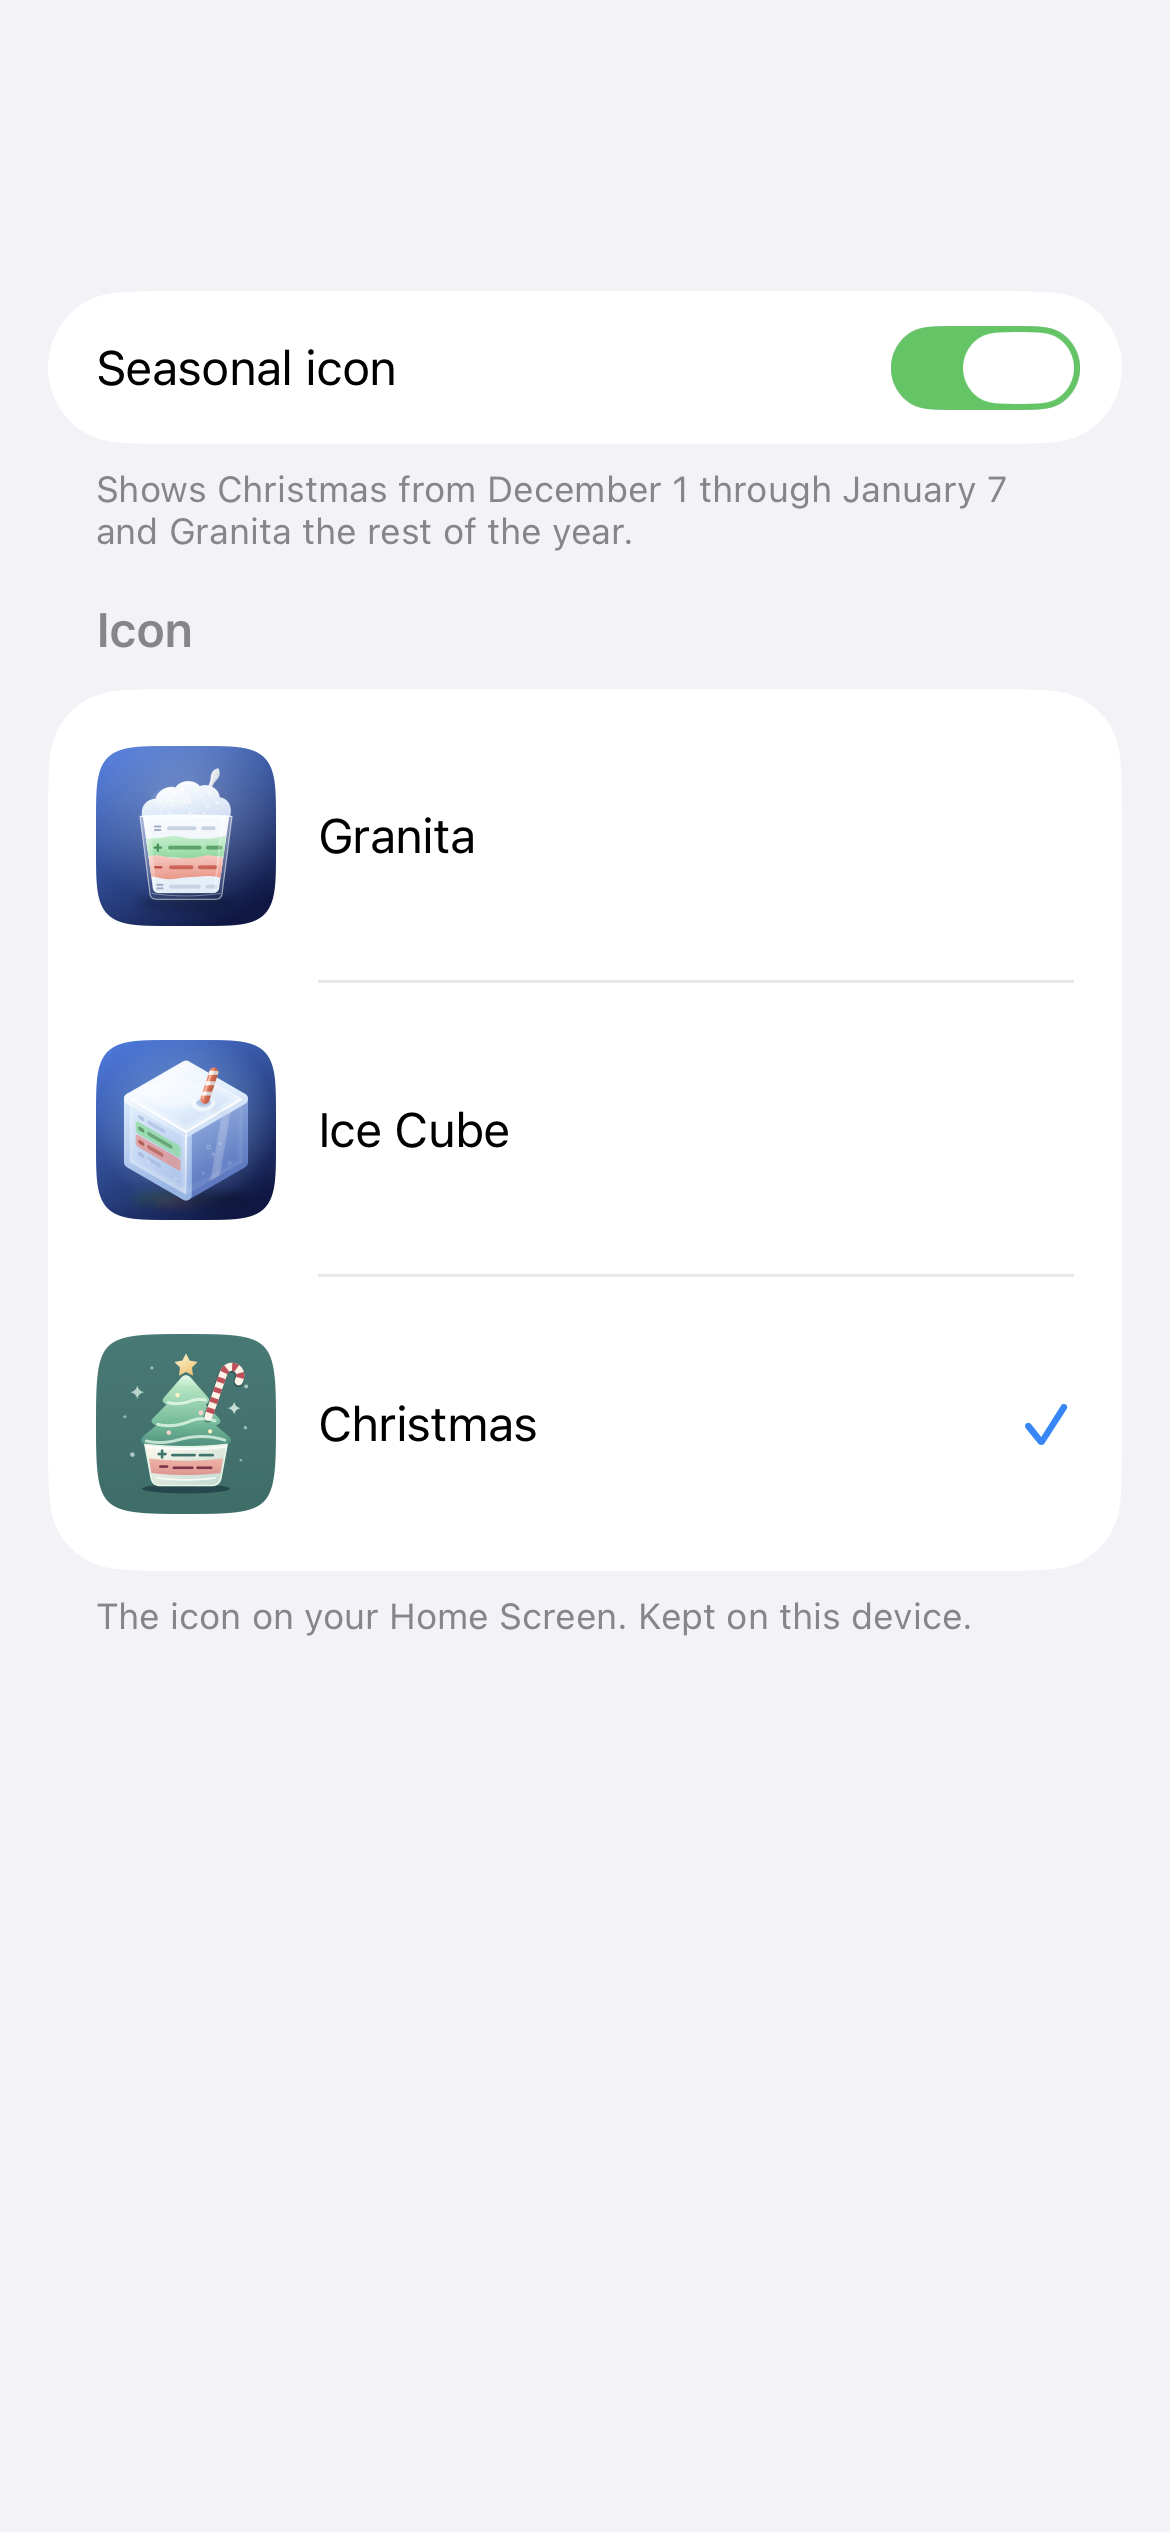 Seasonal icon
Shows Christmas from December 1 through January 7
and Granita the rest of the year.
Icon
Granita
Ice Cube
Christmas
The icon on your Home Screen. Kept on this device.